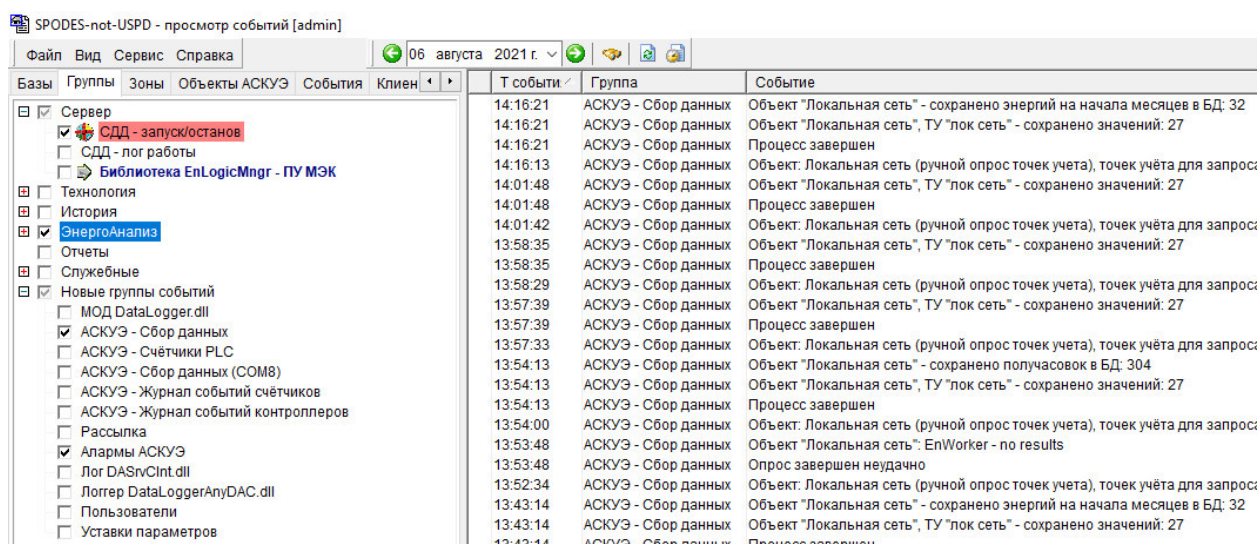 SPODES-not-USPD - просмотр событий [admin]
Файл Вид Сервис Справка
06 августа 2021 г.
Базы Группы Зоны Объекты АСКУЭ События Клиен
Сервер
СДД - запуск/останов
СДД - лог работы
Библиотека EnLogicMngr - ПУ МЭК
Технология
История
ЭнергоАнализ
Отчеты
Служебные
Новые группы событий
МОД DataLogger.dll
АСКУЭ - Сбор данных
АСКУЭ - Счётчики PLC
АСКУЭ - Сбор данных (COM8)
АСКУЭ - Журнал событий счётчиков
АСКУЭ - Журнал событий контроллеров
Рассылка
Алармы АСКУЭ
Лог DASrvClnt.dll
Логгер DataLoggerAnyDAC.dll
Пользователи
Уставки параметров
Т событи Группа Событие
14:16:21 АСКУЭ - Сбор данных Объект "Локальная сеть" - сохранено энергий на начала месяцев в БД: 32
14:16:21 АСКУЭ - Сбор данных Объект "Локальная сеть", ТУ "лок сеть" - сохранено значений: 27
14:16:21 АСКУЭ - Сбор данных Процесс завершен
14:16:13 АСКУЭ - Сбор данных Объект: Локальная сеть (ручной опрос точек учета), точек учёта для запроса
14:01:48 АСКУЭ - Сбор данных Объект "Локальная сеть", ТУ "лок сеть" - сохранено значений: 27
14:01:48 АСКУЭ - Сбор данных Процесс завершен
14:01:42 АСКУЭ - Сбор данных Объект: Локальная сеть (ручной опрос точек учета), точек учёта для запроса
13:58:35 АСКУЭ - Сбор данных Объект "Локальная сеть", ТУ "лок сеть" - сохранено значений: 27
13:58:35 АСКУЭ - Сбор данных Процесс завершен
13:58:29 АСКУЭ - Сбор данных Объект: Локальная сеть (ручной опрос точек учета), точек учёта для запроса
13:57:39 АСКУЭ - Сбор данных Объект "Локальная сеть", ТУ "лок сеть" - сохранено значений: 27
13:57:39 АСКУЭ - Сбор данных Процесс завершен
13:57:33 АСКУЭ - Сбор данных Объект: Локальная сеть (ручной опрос точек учета), точек учёта для запроса
13:54:13 АСКУЭ - Сбор данных Объект "Локальная сеть" - сохранено получасовок в БД: 304
13:54:13 АСКУЭ - Сбор данных Объект "Локальная сеть", ТУ "лок сеть" - сохранено значений: 27
13:54:13 АСКУЭ - Сбор данных Процесс завершен
13:54:00 АСКУЭ - Сбор данных Объект: Локальная сеть (ручной опрос точек учета), точек учёта для запроса
13:53:48 АСКУЭ - Сбор данных Объект "Локальная сеть": EnWorker - no results
13:53:48 АСКУЭ - Сбор данных Опрос завершен неудачно
13:52:34 АСКУЭ - Сбор данных Объект: Локальная сеть (ручной опрос точек учета), точек учёта для запроса
13:43:14 АСКУЭ - Сбор данных Объект "Локальная сеть" - сохранено энергий на начала месяцев в БД: 32
13:43:14 АСКУЭ - Сбор данных Объект "Локальная сеть", ТУ "лок сеть" - сохранено значений: 27
13:43:14 АСКУЭ - Сбор данных Процесс завершен